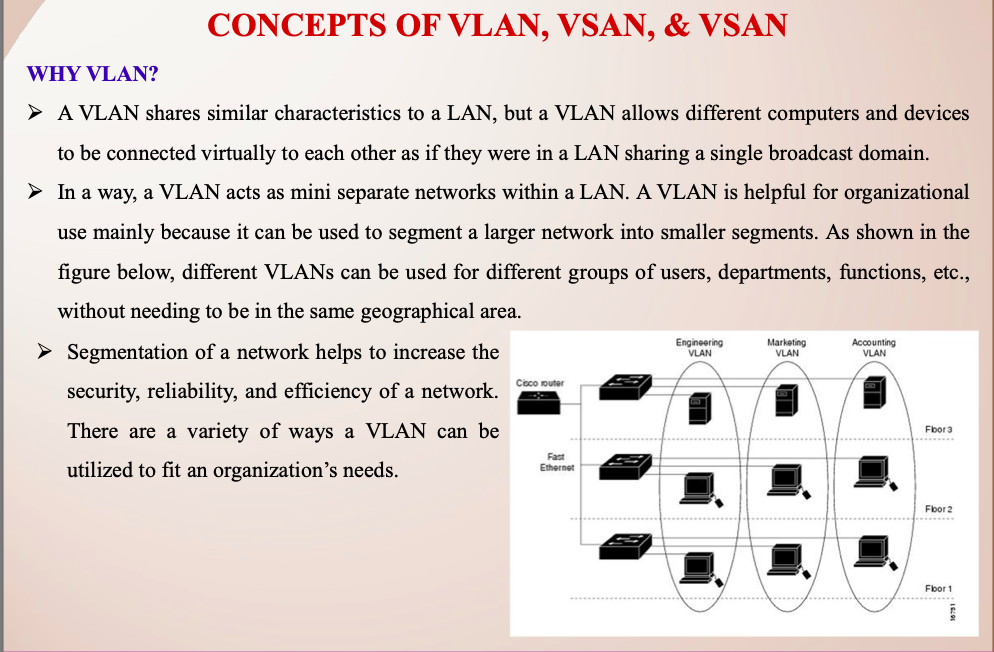 CONCEPTS OF VLAN, VSAN, & VSAN
WHY VLAN?
➢ A VLAN shares similar characteristics to a LAN, but a VLAN allows different computers and devices
to be connected virtually to each other as if they were in a LAN sharing a single broadcast domain.
➢ In a way, a VLAN acts as mini separate networks within a LAN. A VLAN is helpful for organizational
use mainly because it can be used to segment a larger network into smaller segments. As shown in the
figure below, different VLANs can be used for different groups of users, departments, functions, etc.,
without needing to be in the same geographical area.
➢ Segmentation of a network helps to increase the
security, reliability, and efficiency of a network.
There are a variety of ways a VLAN can be
utilized to fit an organization's needs.
Engineering
VLAN
Marketing
VLAN
Accounting
VLAN
Cisco router
Floor 3
Fast
Ethernet
Floor 2
Floor 1
16751